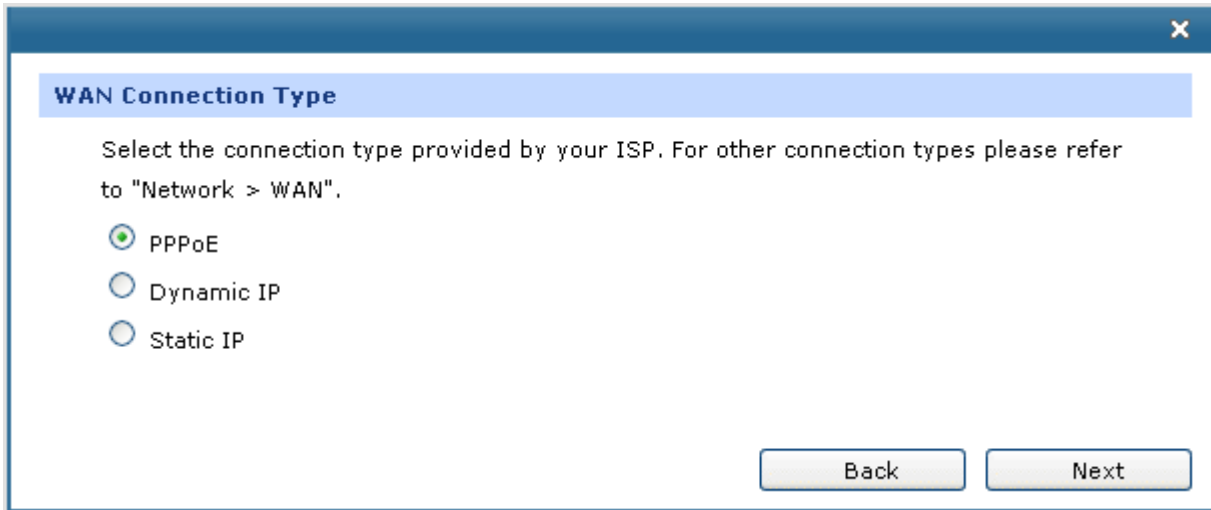 WAN Connection Type
Select the connection type provided by your ISP. For other connection types please refer
to "Network > WAN".
PPPoE
Dynamic IP
Static IP
Back
Next